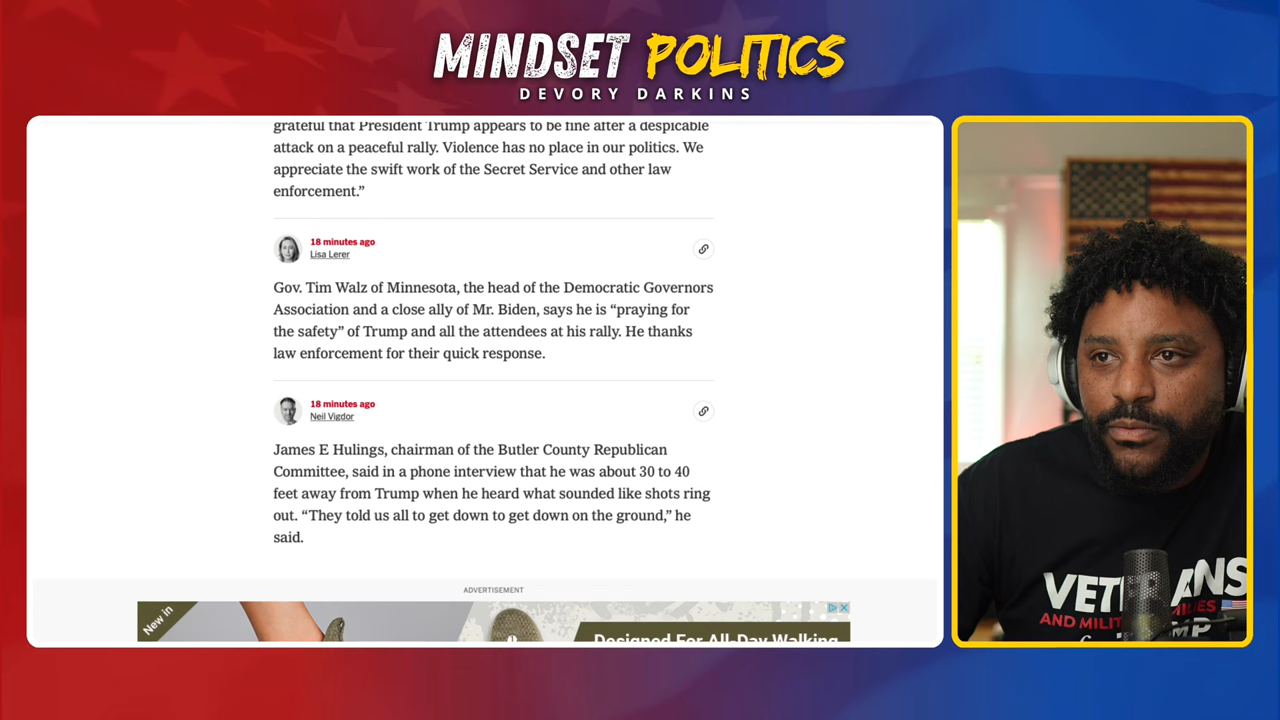 MINDSET POLITICS
DEVORY DARKINS
grateful that President Trump appears to be fine after a despicable
attack on a peaceful rally. Violence has no place in our politics. We
appreciate the swift work of the Secret Service and other law
enforcement.”
18 minutes ago
Lisa Lerer
Gov. Tim Walz of Minnesota, the head of the Democratic Governors
Association and a close ally of Mr. Biden, says he is “praying for
the safety” of Trump and all the attendees at his rally. He thanks
law enforcement for their quick response.
18 minutes ago
Neil Vigdor
James E Hulings, chairman of the Butler County Republican
Committee, said in a phone interview that he was about 30 to 40
feet away from Trump when he heard what sounded like shots ring
out. “They told us all to get down to get down on the ground,” he
said.
ADVERTISEMENT
New in
Designed For All-Day Walking
AND